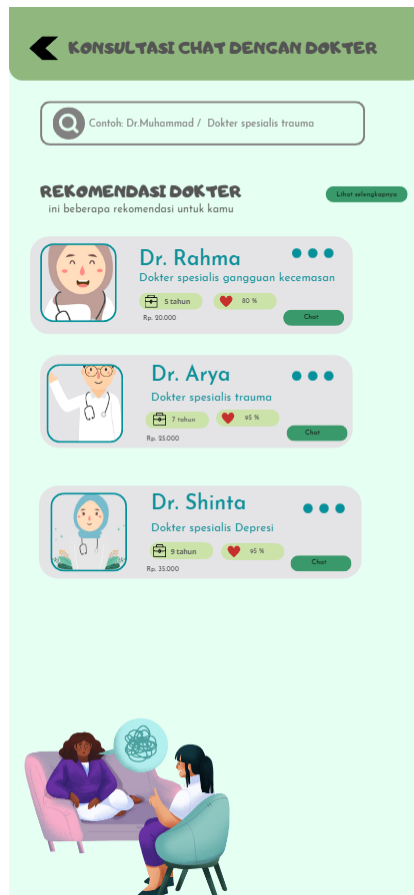 KONSULTASI CHAT DENGAN DOKTER
Contoh: Dr.Muhammad / Dokter spesialis trauma
REKOMENDASI DOKTER
Lihat selengkapnya
ini beberapa rekomendasi untuk kamu
Dr. Rahma
Dokter spesialis gangguan kecemasan
5 tahun
80 %
Rp. 20.000
Chat
Dr. Arya
Dokter spesialis trauma
7 tahun
95 %
Rp. 25.000
Chat
Dr. Shinta
Dokter spesialis Depresi
9 tahun
95 %
Rp. 35.000
Chat